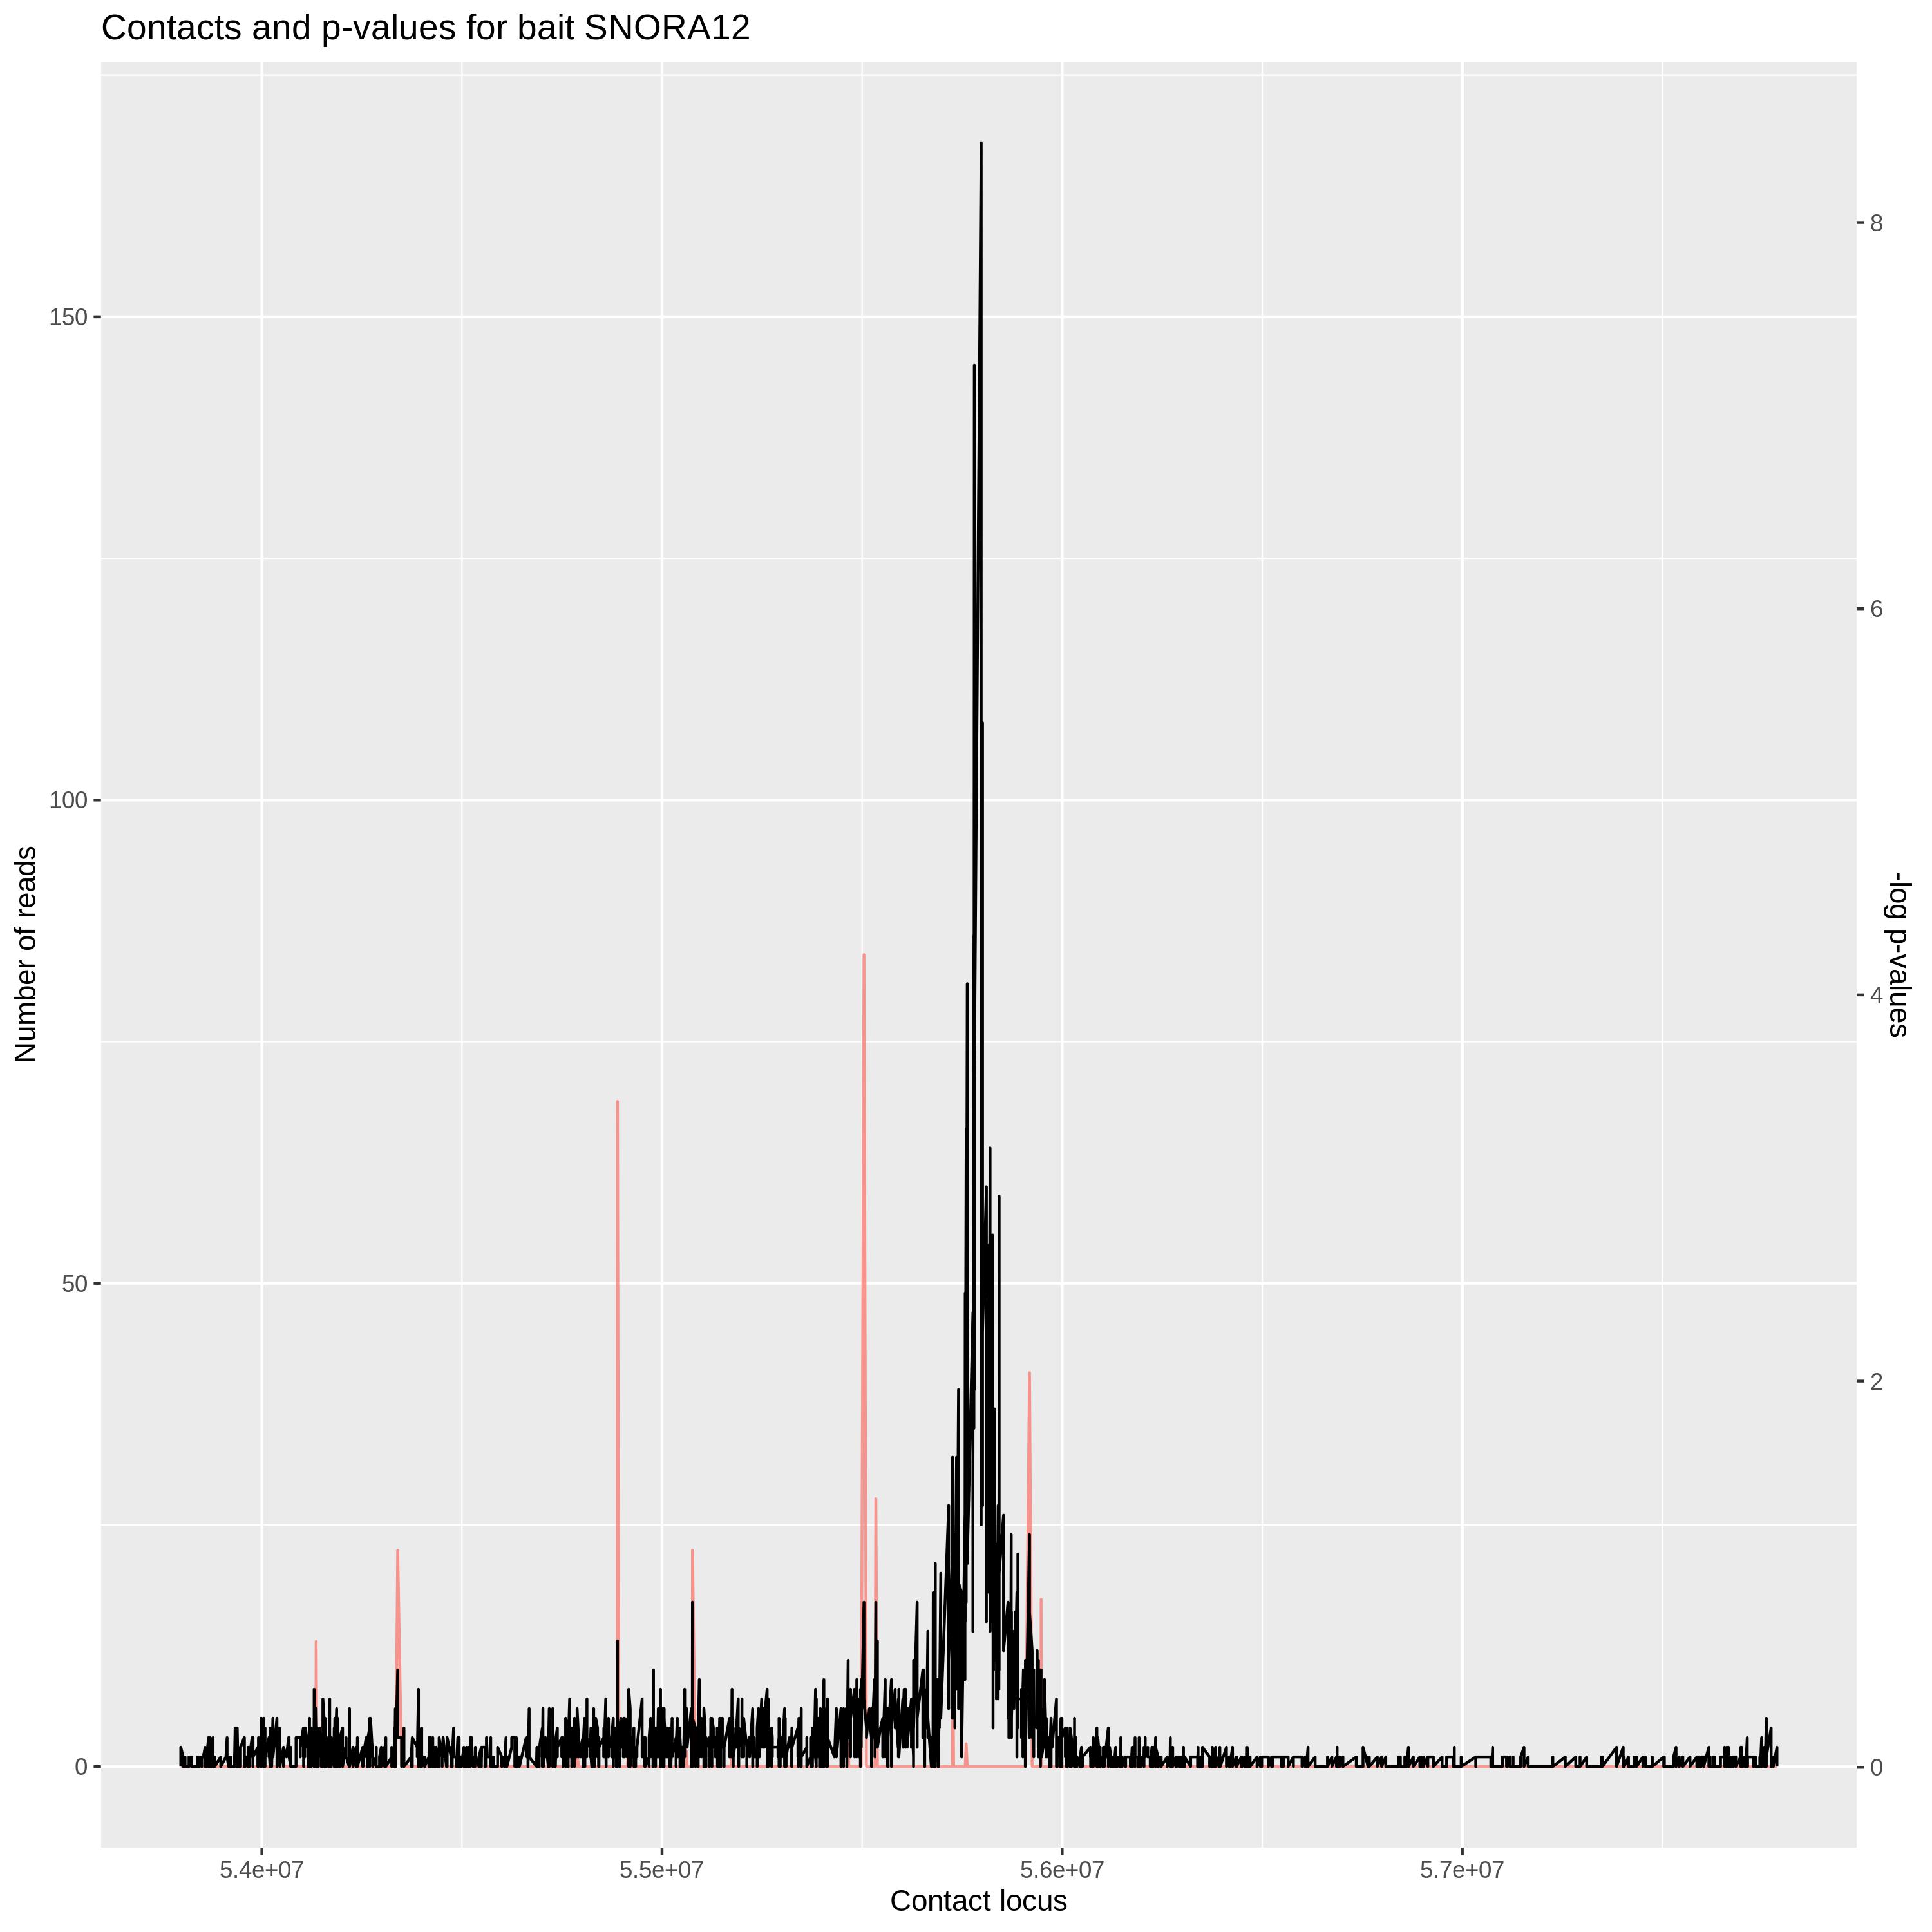 Contacts and p-values for bait SNORA12
Number of reads
150
100
50
0
8
6
4
2
0
-log p-values
5.4e+07
5.5e+07
5.6e+07
5.7e+07
Contact locus